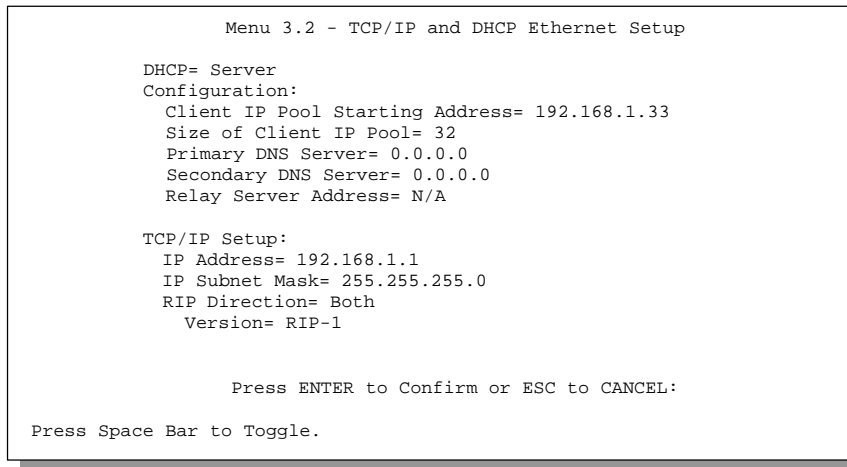 Menu 3.2 - TCP/IP and DHCP Ethernet Setup
DHCP= Server
Configuration:
Client IP Pool Starting Address= 192.168.1.33
Size of Client IP Pool= 32
Primary DNS Server= 0.0.0.0
Secondary DNS Server= 0.0.0.0
Relay Server Address= N/A
TCP/IP Setup:
IP Address= 192.168.1.1
IP Subnet Mask= 255.255.255.0
RIP Direction= Both
Version= RIP-1
Press ENTER to Confirm or ESC to CANCEL:
Press Space Bar to Toggle.